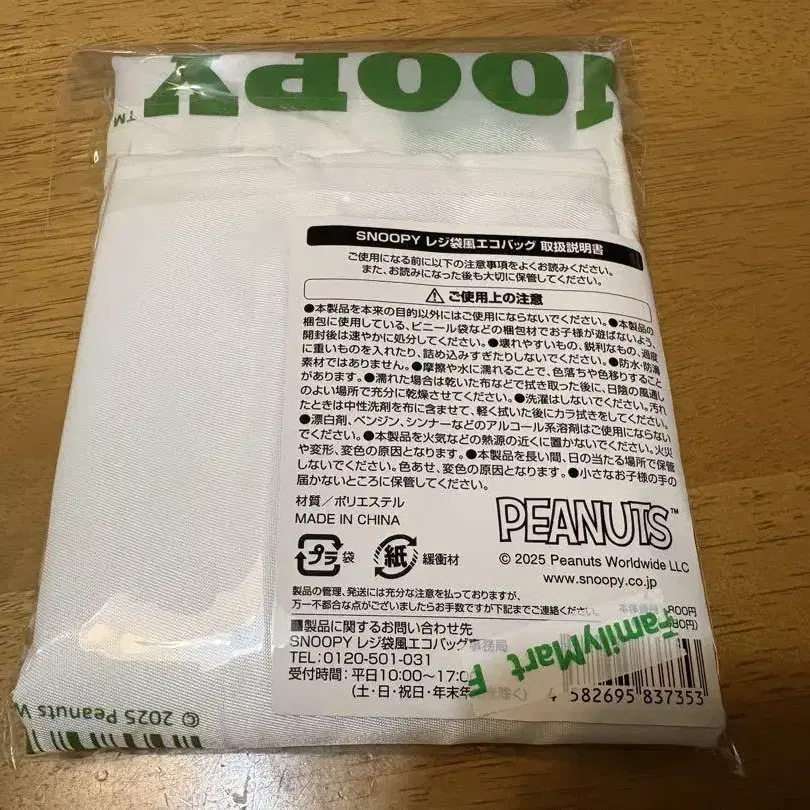 OOPY
™
SNOOPY レジ袋風エコバッグ 取扱説明書
ご使用になる前に以下の注意事項をよくお読みください。
また、お読みになった後も大切に保管してください。
⚠ ご使用上の注意
●本製品を本来の目的以外にはご使用にならないでください。●本製品の
梱包に使用している、ビニール袋などの梱包材でお子様が遊ばないよう、
開封後は速やかに処分してください。●壊れやすいもの、鋭利なもの、過度
に重いものを入れたり、詰め込みすぎたりしないでください。●防水・防滴
素材ではありません。●摩擦や水に濡れることで、色落ちや色移りすること
があります。●濡れた場合は乾いた布などで拭き取った後に、日陰の風通し
のよい場所で充分に乾燥させてください。●洗濯はしないでください。汚れ
たときは中性洗剤を布に含ませて、軽く拭いた後にカラ拭きをしてください。
●漂白剤、ベンジン、シンナーなどのアルコール系溶剤はご使用にならない
でください。●本製品を火気などの熱源の近くに置かないでください。火災
や変形、変色の原因となります。●本製品を長い間、日の当たる場所で保管
しないでください。色あせ、変色の原因となります。●小さなお子様の手の
届かないところに保管してください。
材質／ポリエステル
MADE IN CHINA
PEANUTS™
プラ 袋
紙 緩衝材
© 2025 Peanuts Worldwide LLC
www.snoopy.co.jp
製品の管理、発送には充分な注意を払っておりますが、
万一不都合な点がございましたらお手数ですが下記までご連絡ください。
■製品に関するお問い合わせ先
SNOOPY レジ袋風エコバッグ事務局
TEL:0120-501-031
受付時間:平日10:00〜17:00
(土・日・祝日・年末年
FamilyMart F
4 582695 837353
© 2025 Peanuts W